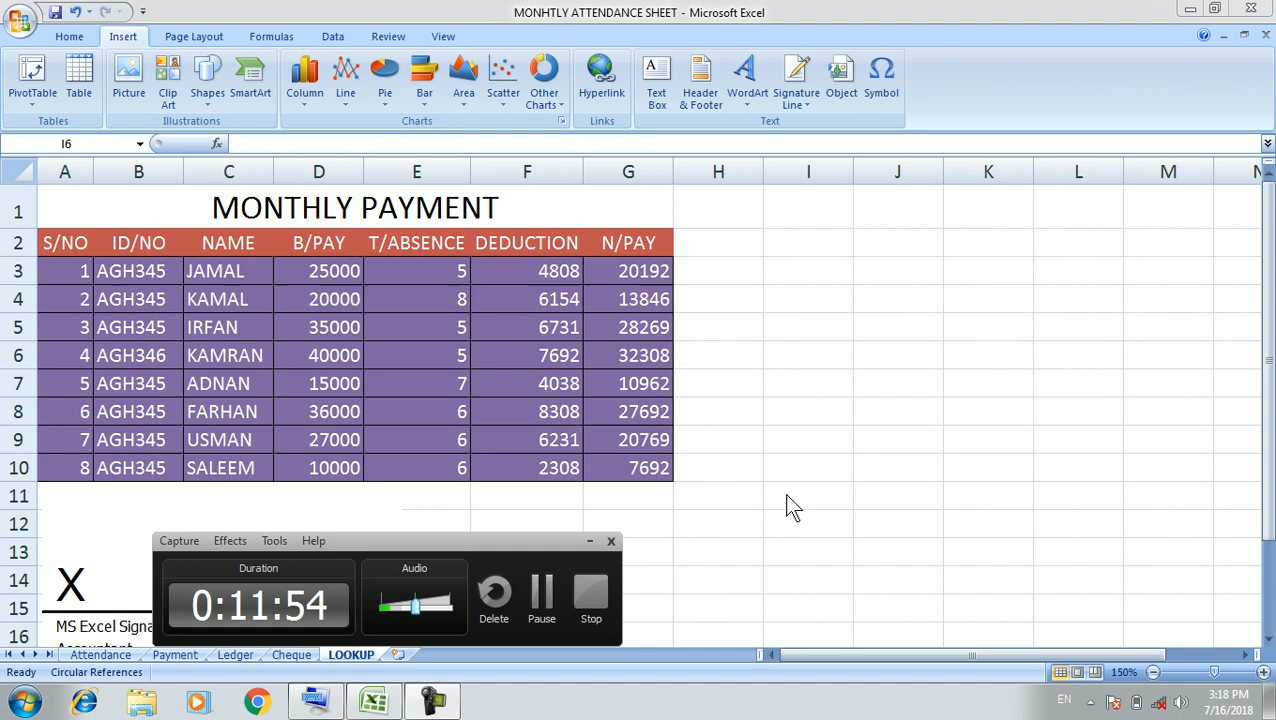 MONHTLY ATTENDANCE SHEET - Microsoft Excel
Home Insert Page Layout Formulas Data Review View
PivotTable Table Picture Clip Art Shapes SmartArt Column Line Pie Bar Area Scatter Other Charts Hyperlink Text Box Header & Footer WordArt Signature Line Object Symbol
Tables Illustrations Charts Links Text
I6 fx
A B C D E F G H I J K L M N
1 MONTHLY PAYMENT
2 S/NO ID/NO NAME B/PAY T/ABSENCE DEDUCTION N/PAY
3 1 AGH345 JAMAL 25000 5 4808 20192
4 2 AGH345 KAMAL 20000 8 6154 13846
5 3 AGH345 IRFAN 35000 5 6731 28269
6 4 AGH346 KAMRAN 40000 5 7692 32308
7 5 AGH345 ADNAN 15000 7 4038 10962
8 6 AGH345 FARHAN 36000 6 8308 27692
9 7 AGH345 USMAN 27000 6 6231 20769
10 8 AGH345 SALEEM 10000 6 2308 7692
11
12
13
14 X
15
16
MS Excel Signa
Capture Effects Tools Help
Duration Audio
0:11:54
Delete Pause Stop
Attendance Payment Ledger Cheque LOOKUP
Ready Circular References 150%
EN 3:18 PM
7/16/2018